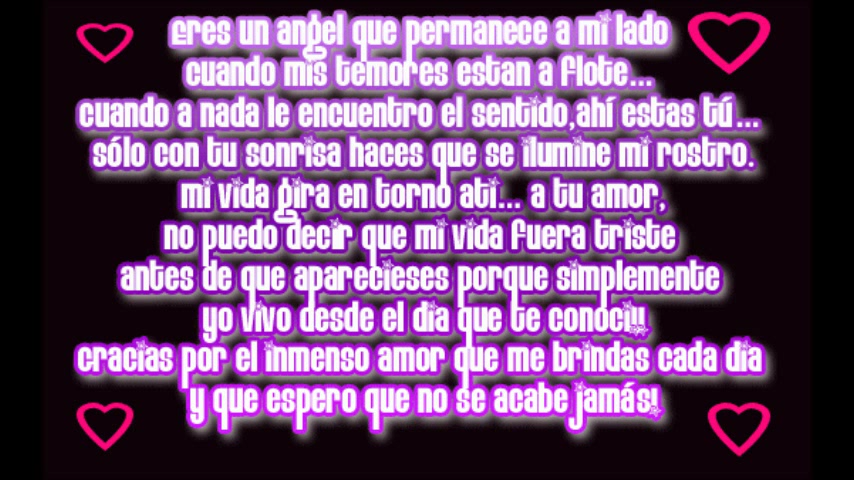 Eres un angel que permanece a mi lado
cuando mis temores estan a flote...
cuando a nada le encuentro el sentido,ahí estas tú...
sólo con tu sonrisa haces que se ilumine mi rostro.
mi vida gira en torno ati... a tu amor,
no puedo decir que mi vida fuera triste
antes de que aparecieses porque simplemente
yo vivo desde el dia que te conoci!!
cracias por el inmenso amor que me brindas cada dia
y que espero que no se acabe jamás!